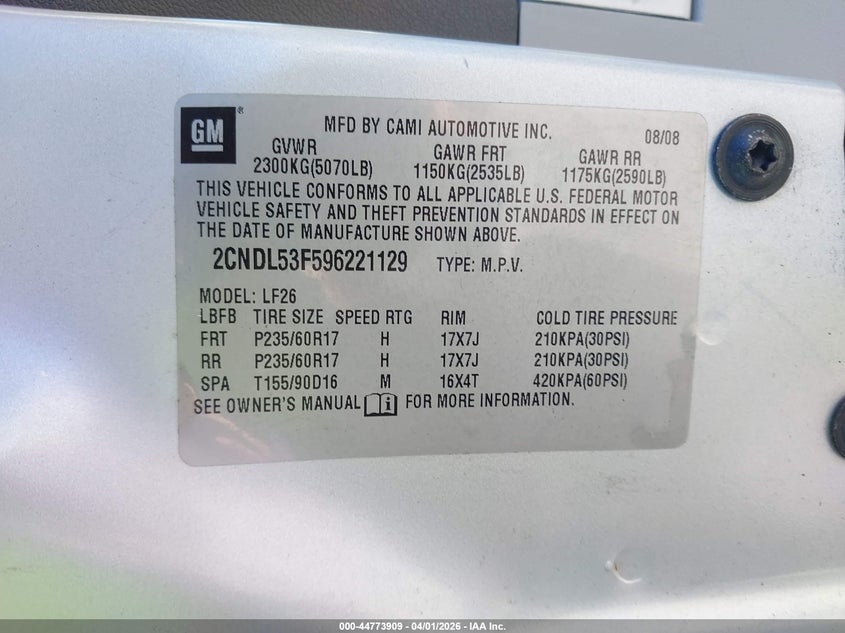 GM ®
MFD BY CAMI AUTOMOTIVE INC. 08/08
GVWR GAWR FRT GAWR RR
2300KG(5070LB) 1150KG(2535LB) 1175KG(2590LB)
THIS VEHICLE CONFORMS TO ALL APPLICABLE U.S. FEDERAL MOTOR
VEHICLE SAFETY AND THEFT PREVENTION STANDARDS IN EFFECT ON
THE DATE OF MANUFACTURE SHOWN ABOVE.
2CNDL53F596221129 TYPE: M.P.V.
MODEL: LF26
LBFB TIRE SIZE SPEED RTG RIM COLD TIRE PRESSURE
FRT P235/60R17 H 17X7J 210KPA(30PSI)
RR P235/60R17 H 17X7J 210KPA(30PSI)
SPA T155/90D16 M 16X4T 420KPA(60PSI)
SEE OWNER'S MANUAL i FOR MORE INFORMATION.
000-44773909 - 04/01/2026 - IAA Inc.